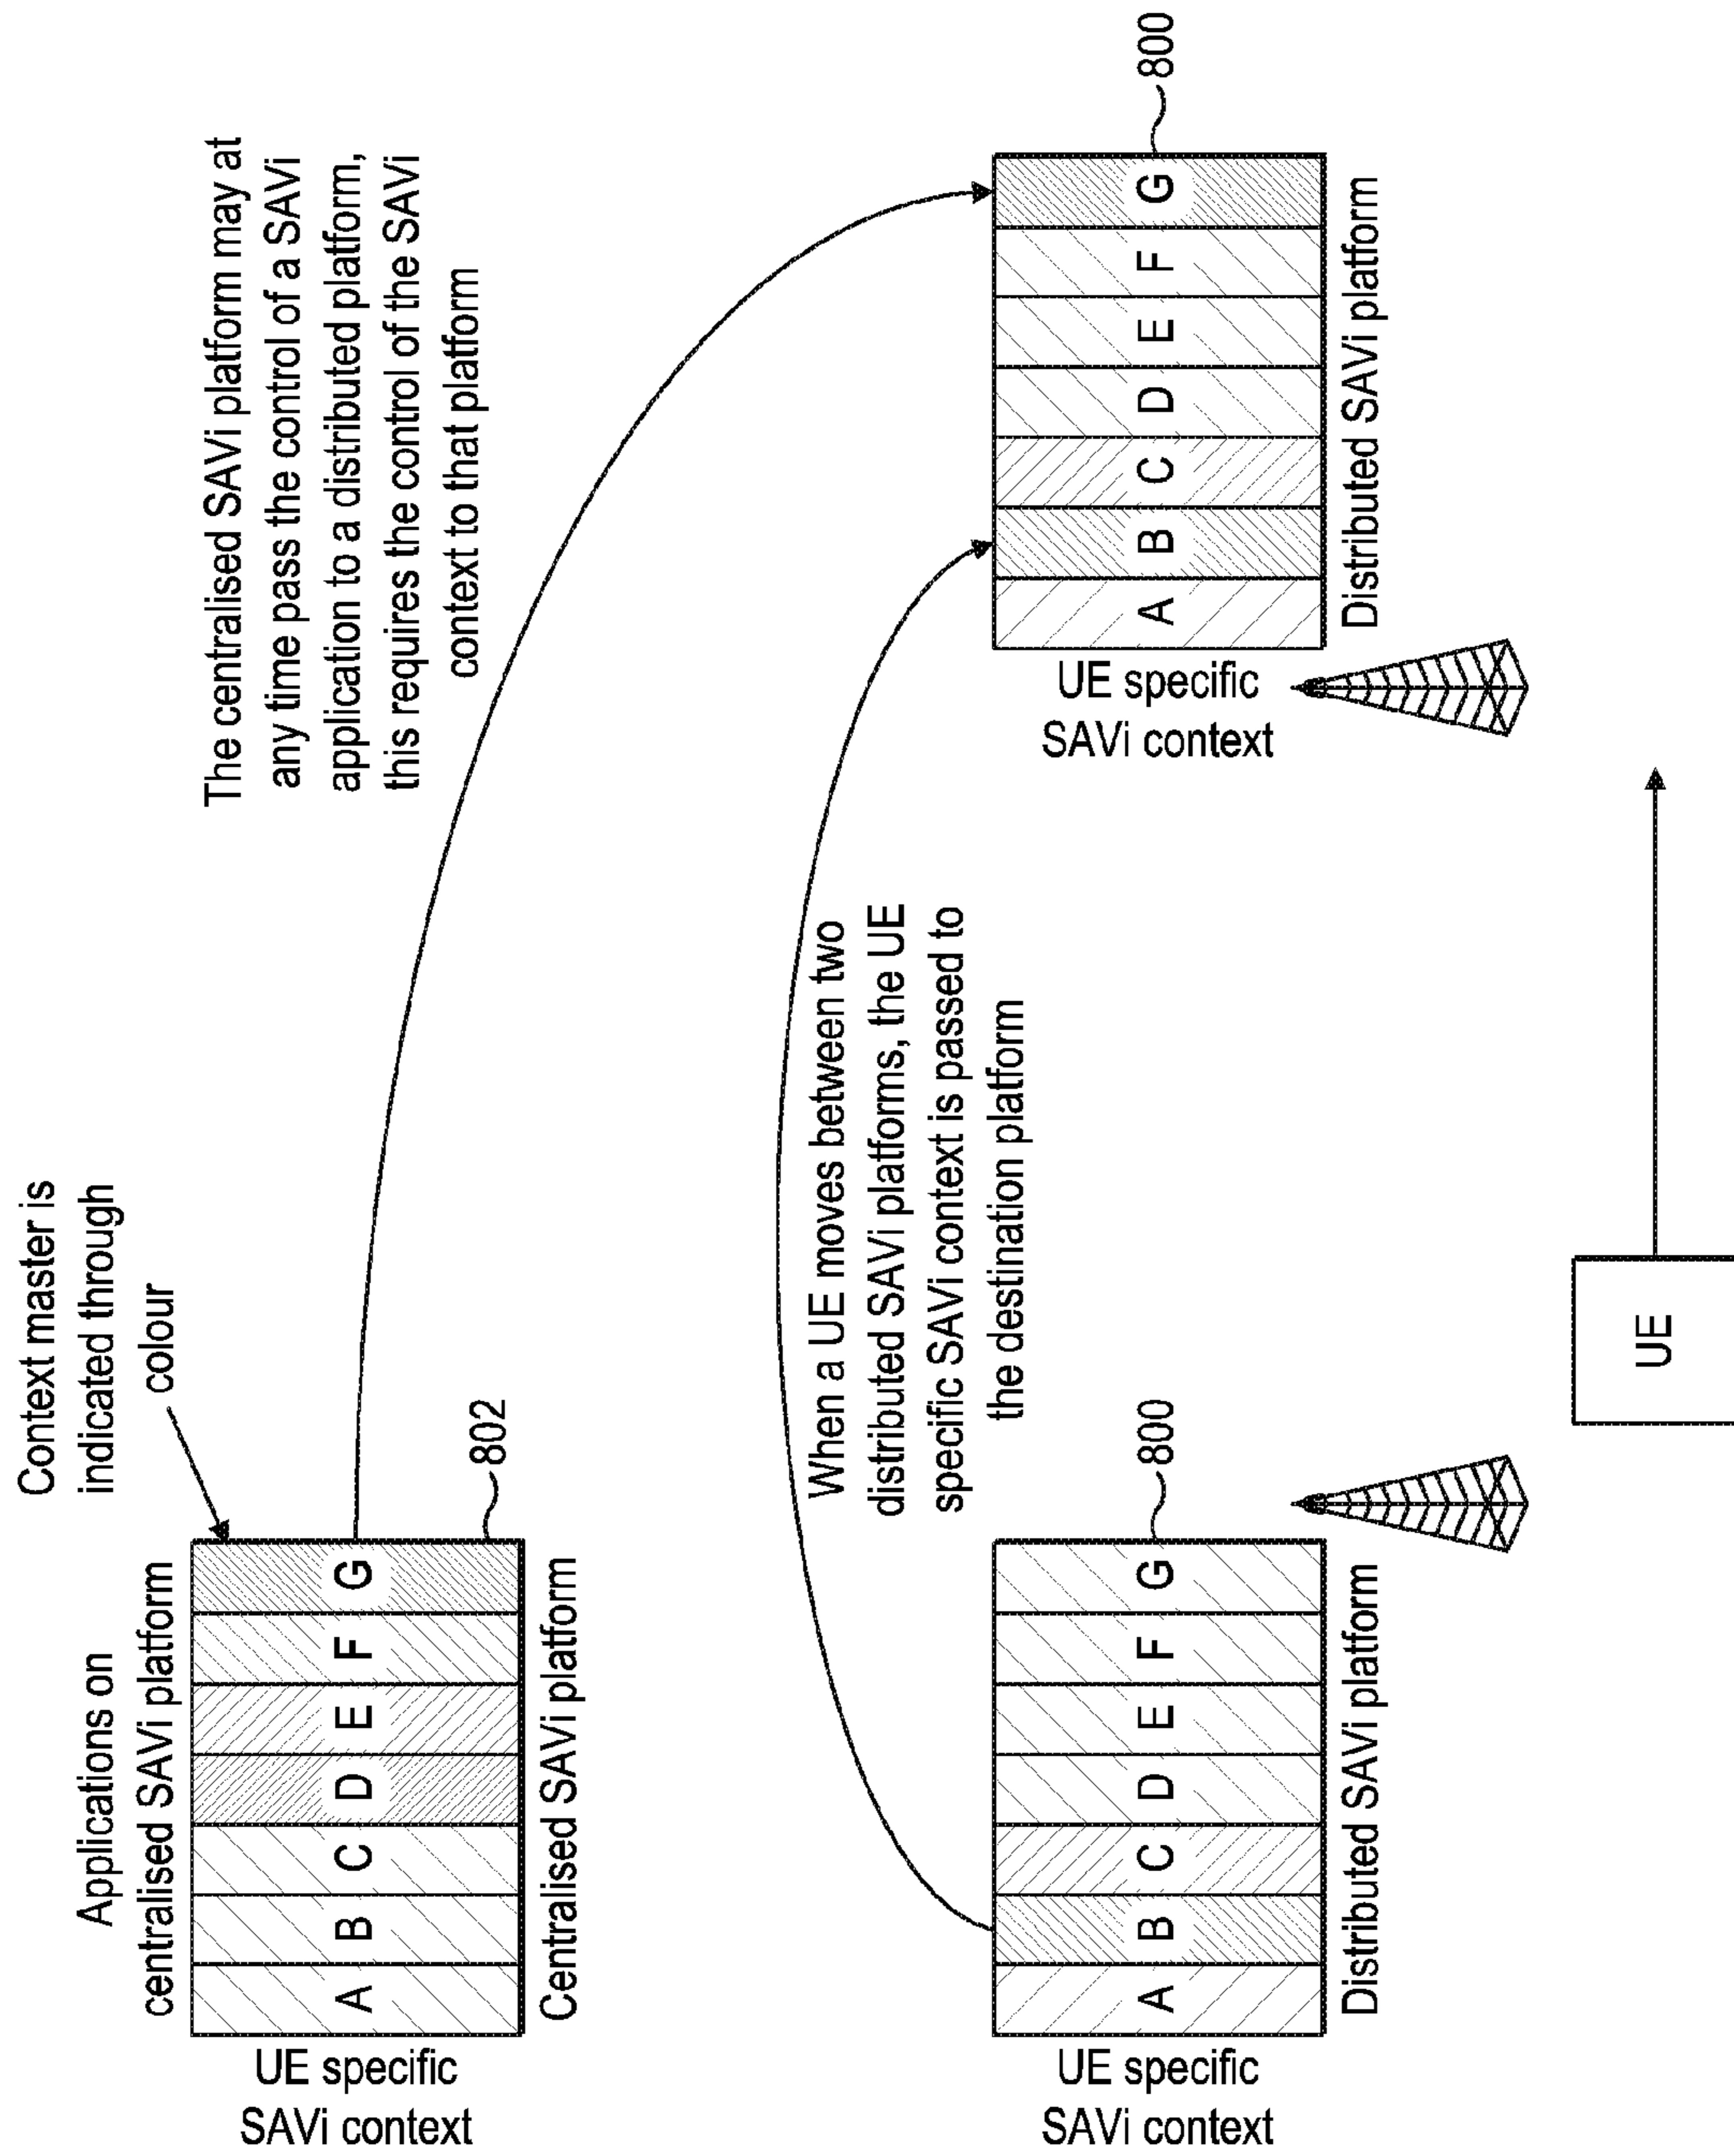 Context master is
indicated through
colour
Applications on
centralised SAVi platform
UE specific
SAVi context
A B C D E F G
802
Centralised SAVi platform
The centralised SAVi platform may at
any time pass the control of a SAVi
application to a distributed platform,
this requires the control of the SAVi
context to that platform
When a UE moves between two
distributed SAVi platforms, the UE
specific SAVi context is passed to
the destination platform
UE specific
SAVi context
A B C D E F G
800
Distributed SAVi platform
UE specific
SAVi context
A B C D E F G
800
Distributed SAVi platform
UE